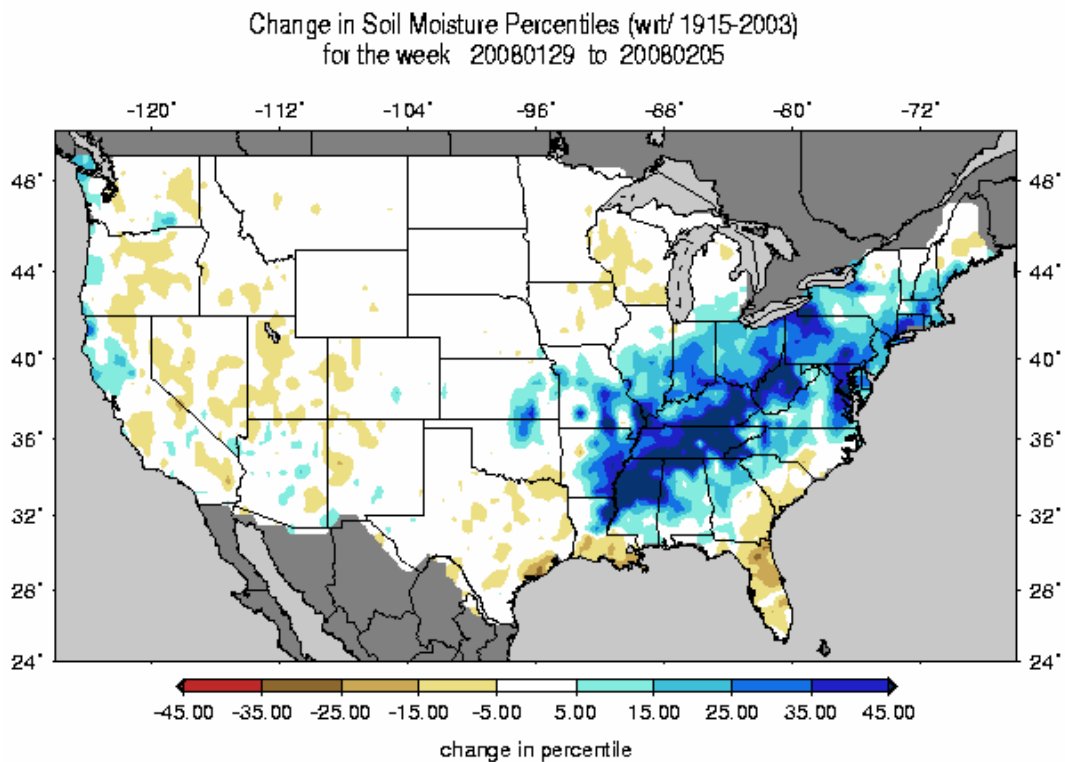 Change in Soil Moisture Percentiles (wrt/ 1915-2003)
for the week 20080129 to 20080205
-120° -112° -104° -96° -88° -80° -72°
48° 48°
44° 44°
40° 40°
36° 36°
32° 32°
28° 28°
24° 24°
-45.00 -35.00 -25.00 -15.00 -5.00 5.00 15.00 25.00 35.00 45.00
change in percentile